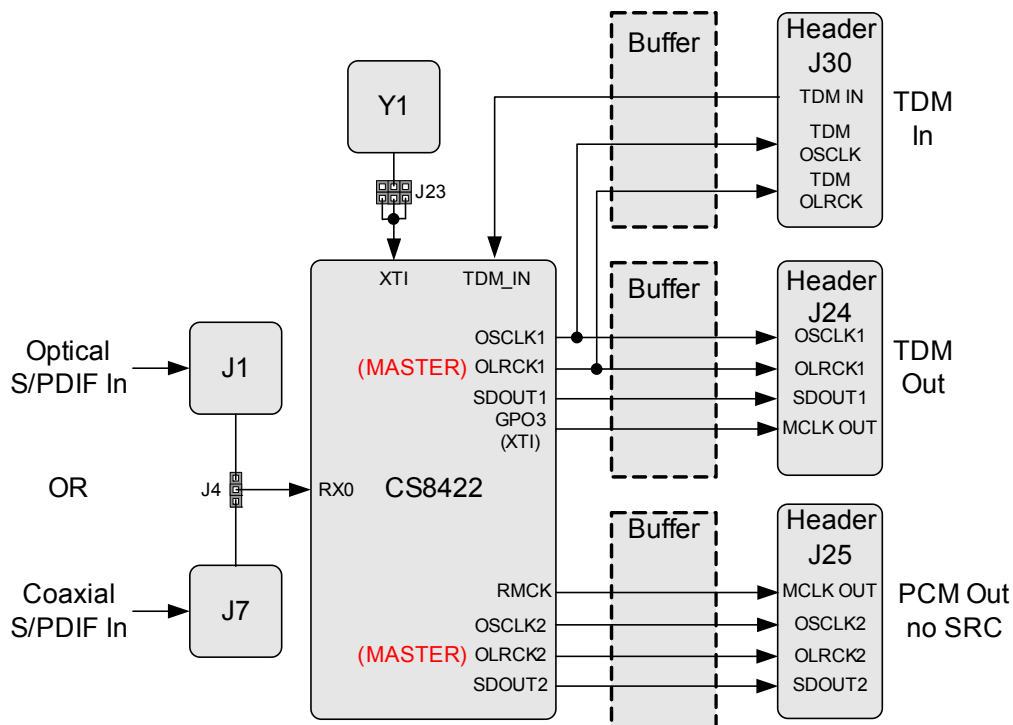 Buffer
Header
J30
TDM IN
TDM
OSCLK
TDM
OLRCK
TDM
In
Y1
J23
XTI
TDM_IN
Optical
S/PDIF In
J1
OR
J4
RX0
CS8422
Coaxial
S/PDIF In
J7
OSCLK1
(MASTER) OLRCK1
SDOUT1
GPO3
(XTI)
Buffer
Header
J24
OSCLK1
OLRCK1
SDOUT1
MCLK OUT
TDM
Out
RMCK
OSCLK2
(MASTER) OLRCK2
SDOUT2
Buffer
Header
J25
MCLK OUT
OSCLK2
OLRCK2
SDOUT2
PCM Out
no SRC